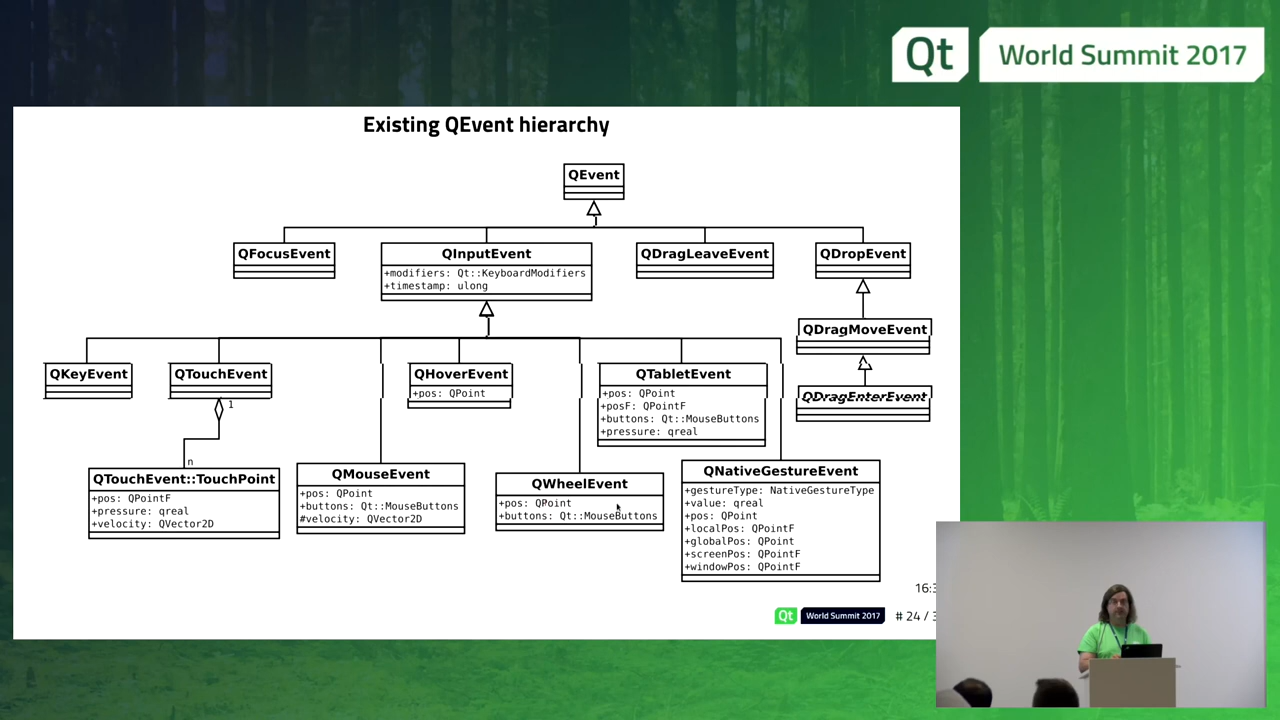 Qt World Summit 2017
Existing QEvent hierarchy
QEvent
QFocusEvent
QInputEvent
+modifiers: Qt::KeyboardModifiers
+timestamp: ulong
QDragLeaveEvent
QDropEvent
QDragMoveEvent
QDragEnterEvent
QKeyEvent
QTouchEvent
1
n
QHoverEvent
+pos: QPoint
QTabletEvent
+pos: QPoint
+posF: QPointF
+buttons: Qt::MouseButtons
+pressure: qreal
QTouchEvent::TouchPoint
+pos: QPointF
+pressure: qreal
+velocity: QVector2D
QMouseEvent
+pos: QPoint
+buttons: Qt::MouseButtons
#velocity: QVector2D
QWheelEvent
+pos: QPoint
+buttons: Qt::MouseButtons
QNativeGestureEvent
+gestureType: NativeGestureType
+value: qreal
+pos: QPoint
+localPos: QPointF
+globalPos: QPoint
+screenPos: QPointF
+windowPos: QPointF
16:3
Qt World Summit 2017
# 24 / 3